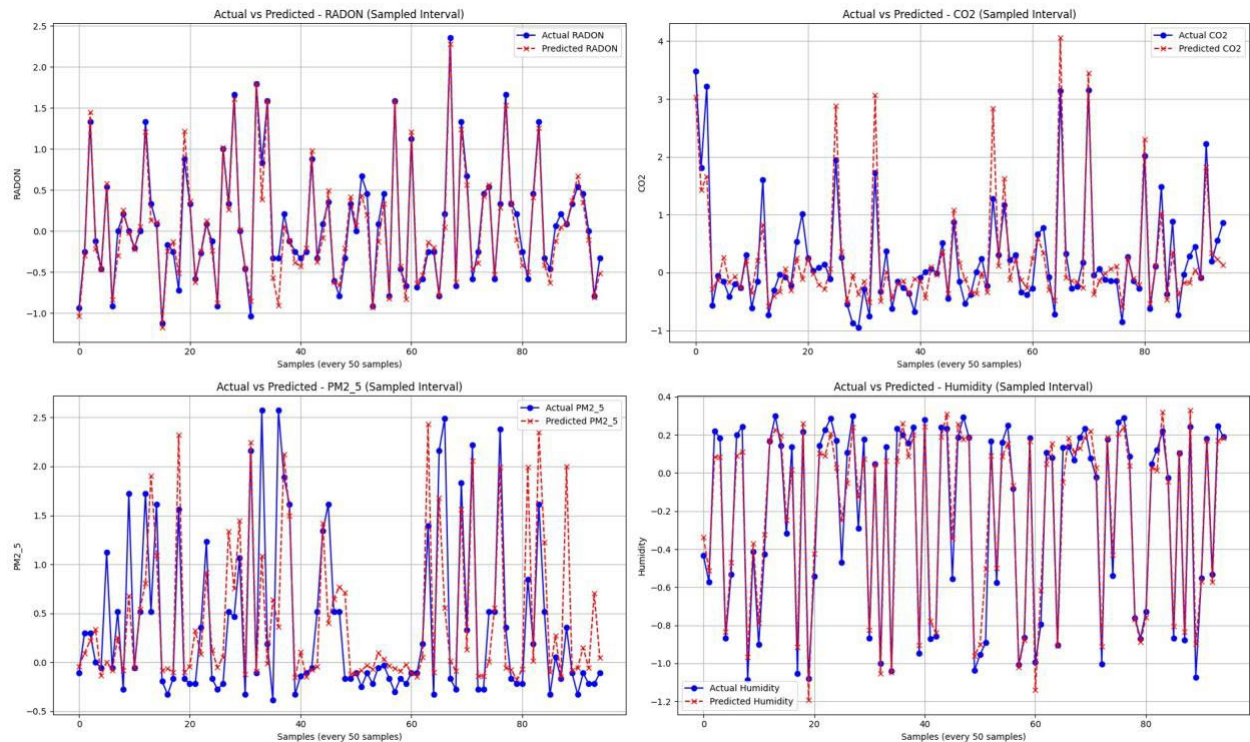 Actual vs Predicted - RADON (Sampled Interval)
Actual RADON
Predicted RADON
2.5
2.0
1.5
1.0
0.5
0.0
−0.5
−1.0
RADON
0
20
40
60
80
Samples (every 50 samples)
Actual vs Predicted - CO2 (Sampled Interval)
Actual CO2
Predicted CO2
4
3
2
1
0
−1
CO2
0
20
40
60
80
Samples (every 50 samples)
Actual vs Predicted - PM2_5 (Sampled Interval)
Actual PM2_5
Predicted PM2_5
2.5
2.0
1.5
1.0
0.5
0.0
−0.5
PM2_5
0
20
40
60
80
Samples (every 50 samples)
Actual vs Predicted - Humidity (Sampled Interval)
0.4
0.2
0.0
−0.2
−0.4
−0.6
−0.8
−1.0
−1.2
Humidity
Actual Humidity
Predicted Humidity
0
20
40
60
80
Samples (every 50 samples)